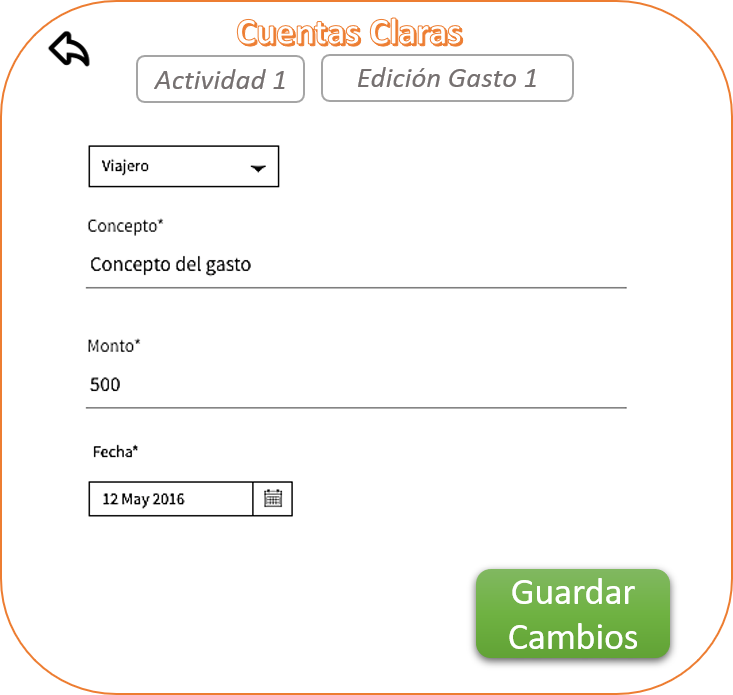 Cuentas Claras
Actividad 1
Edición Gasto 1
Viajero
Concepto*
Concepto del gasto
Monto*
500
Fecha*
12 May 2016
Guardar
Cambios